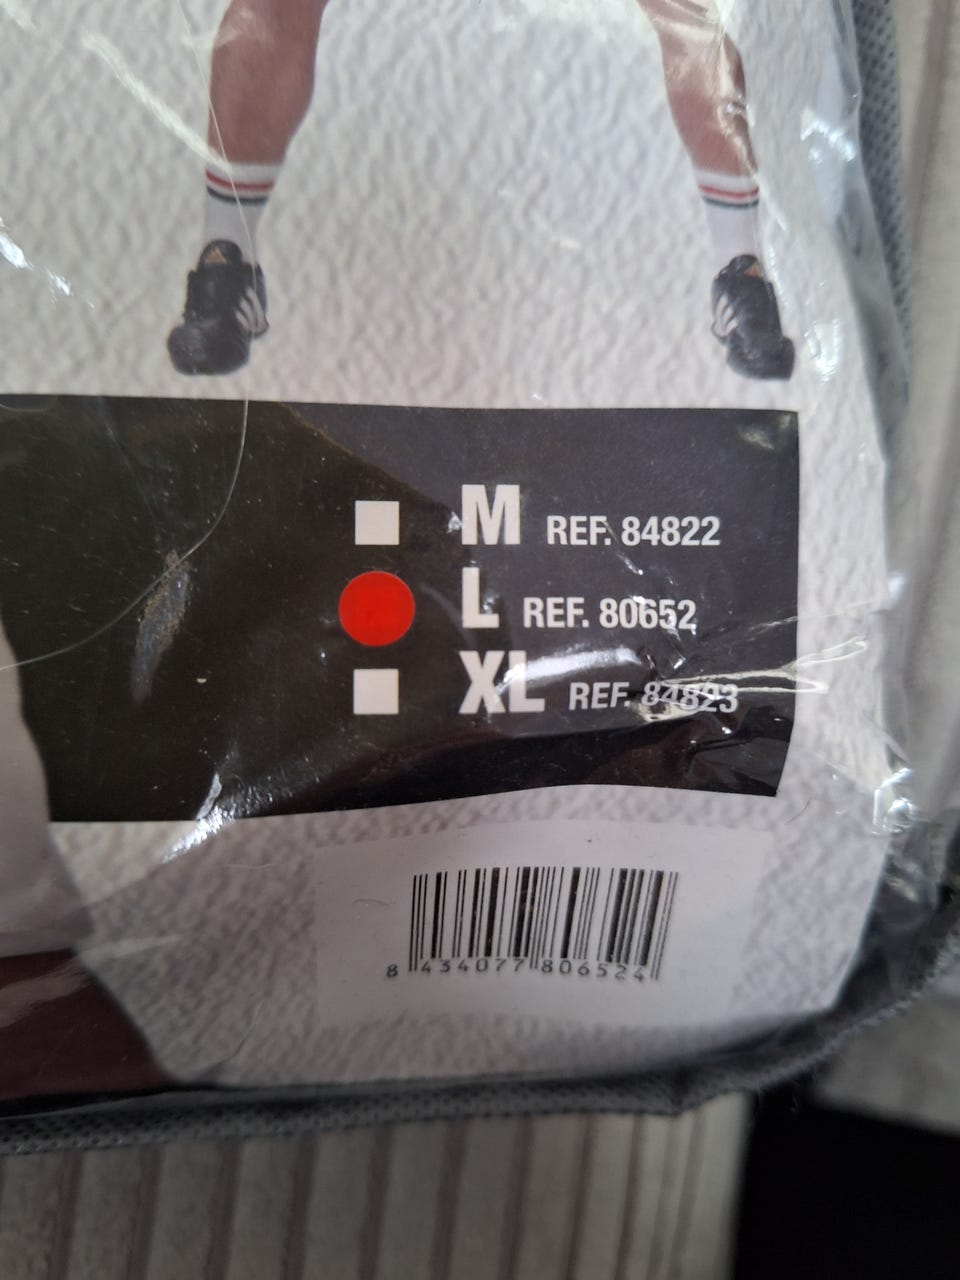 M REF. 84822
L REF. 80652
XL REF. 84823
8 434077 806524